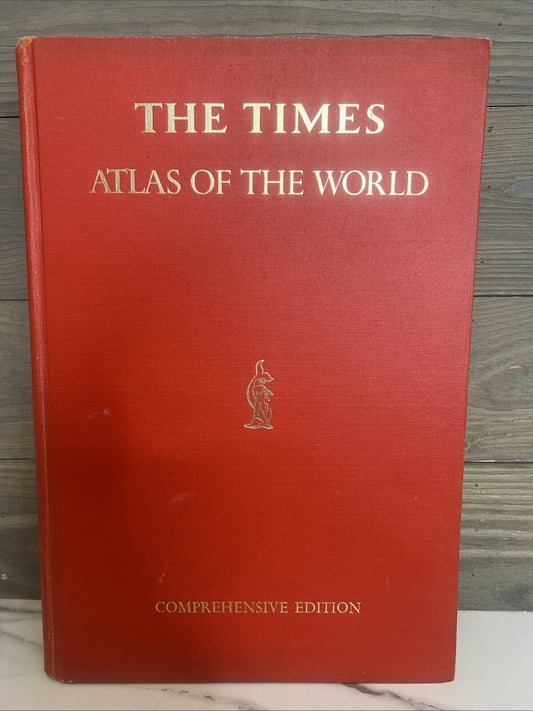 THE TIMES
ATLAS OF THE WORLD
COMPREHENSIVE EDITION